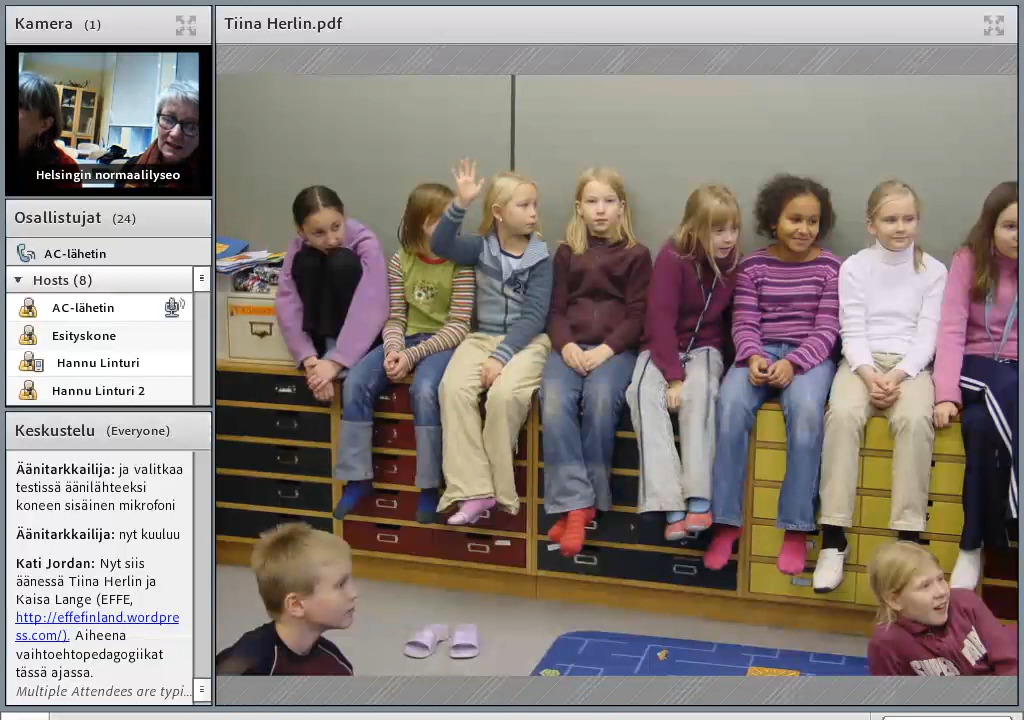 Kamera (1)
Tiina Herlin.pdf
Helsingin normaalilyseo
Osallistujat (24)
AC-lähetin
Hosts (8)
AC-lähetin
Esityskone
Hannu Linturi
Hannu Linturi 2
Keskustelu (Everyone)
Äänitarkkailija: ja valitkaa
testissä äänilähteeksi
koneen sisäinen mikrofoni
Äänitarkkailija: nyt kuuluu
Kati Jordan: Nyt siis
äänessä Tiina Herlin ja
Kaisa Lange (EFFE,
http://effefinland.wordpre
ss.com/). Aiheena
vaihtoehtopedagogiikat
tässä ajassa.
Multiple Attendees are typi...